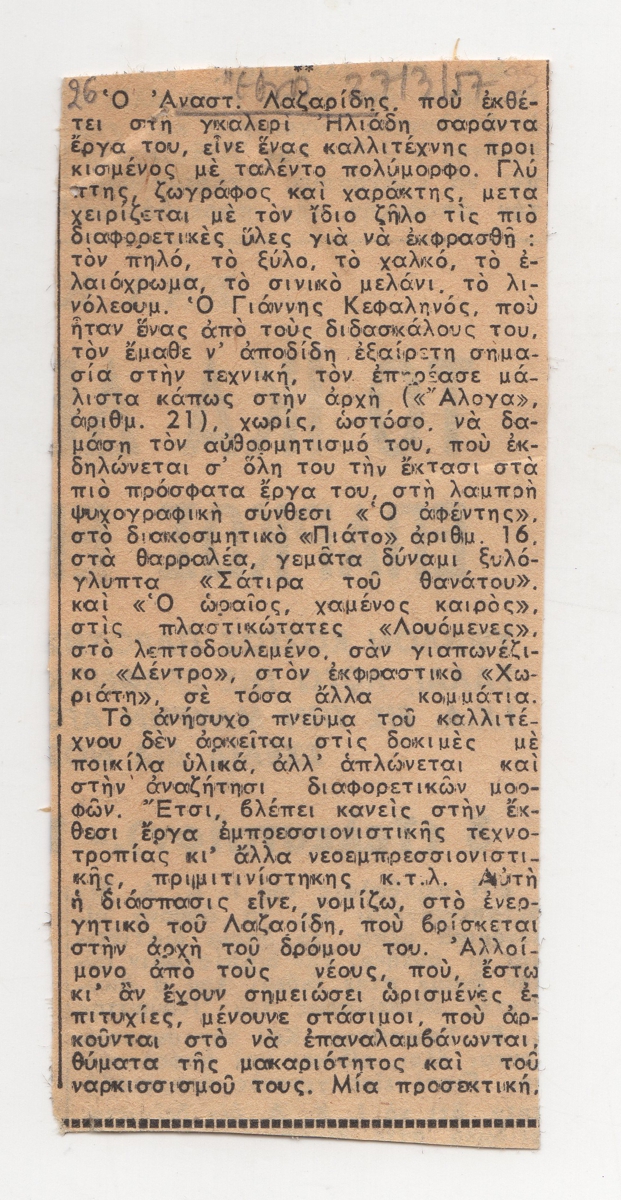 26 27/3/57
**
Ὁ Ἀναστ. Λαζαρίδης, ποὺ ἐκθέ-
τει στὴ γκαλερὶ Ἠλιάδη σαράντα
ἔργα του, εἶνε ἕνας καλλιτέχνης προι
κισμένος μὲ ταλέντο πολύμορφο. Γλύ
πτης, ζωγράφος καὶ χαράκτης, μετα
χειρίζεται μὲ τὸν ἴδιο ζῆλο τὶς πιὸ
διαφορετικὲς ὕλες γιὰ νὰ ἐκφρασθῆ :
τὸν πηλό, τὸ ξύλο, τὸ χαλκό, τὸ ἐ-
λαιόχρωμα, τὸ σινικὸ μελάνι, τὸ λι-
νόλεουμ. Ὁ Γιάννης Κεφαληνός, ποὺ
ἦταν ἕνας ἀπὸ τοὺς διδασκάλους του,
τὸν ἔμαθε ν' ἀποδίδη ἐξαίρετη σημα-
σία στὴν τεχνική, τὸν ἐπηρέασε μά-
λιστα κάπως στὴν ἀρχὴ («Ἄλογα»,
ἀριθμ. 21), χωρίς, ὡστόσο, νὰ δα-
μάση τὸν αὐθορμητισμό του, ποὺ ἐκ-
δηλώνεται σ' ὅλη του τὴν ἔκτασι στὰ
πιὸ πρόσφατα ἔργα του, στὴ λαμπρὴ
ψυχογραφικὴ σύνθεσι «Ὁ ἀφέντης»,
στὸ διακοσμητικὸ «Πιάτο» ἀριθμ. 16,
στὰ θαρραλέα, γεμᾶτα δύναμι ξυλό-
γλυπτα «Σάτιρα τοῦ θανάτου».
καὶ «Ὁ ὡραῖος, χαμένος καιρὸς»,
στὶς πλαστικώτατες «Λουόμενες»,
στὸ λεπτοδουλεμένο, σὰν γιαπωνέζι-
κο «Δέντρο», στὸν ἐκφραστικὸ «Χω-
ριάτη», σὲ τόσα ἄλλα κομμάτια.
Τὸ ἀνήσυχο πνεῦμα τοῦ καλλιτέ-
χνου δὲν ἀρκεῖται στὶς δοκιμὲς μὲ
ποικίλα ὑλικά, ἀλλ' ἁπλώνεται καὶ
στὴν ἀναζήτησι διαφορετικῶν μορ-
φῶν. Ἔτσι, βλέπει κανεὶς στὴν ἔκ-
θεσι ἔργα ἐμπρεσσιονιστικῆς τεχνο-
τροπίας κι' ἄλλα νεοεμπρεσσιονιστι-
κῆς, πριμιτινίστηκης κ.τ.λ. Αὐτὴ
ἡ διάσπασις εἶνε, νομίζω, στὸ ἐνερ-
γητικὸ τοῦ Λαζαρίδη, ποὺ βρίσκεται
στὴν ἀρχὴ τοῦ δρόμου του. Ἀλλοί-
μονο ἀπὸ τοὺς νέους, ποὺ, ἔστω
κι' ἂν ἔχουν σημειώσει ὡρισμένες ἐ-
πιτυχίες, μένουνε στάσιμοι, ποὺ ἀρ-
κοῦνται στὸ νὰ ἐπαναλαμβάνωνται,
θύματα τῆς μακαριότητος καὶ τοῦ
ναρκισσισμοῦ τους. Μία προσεκτική,